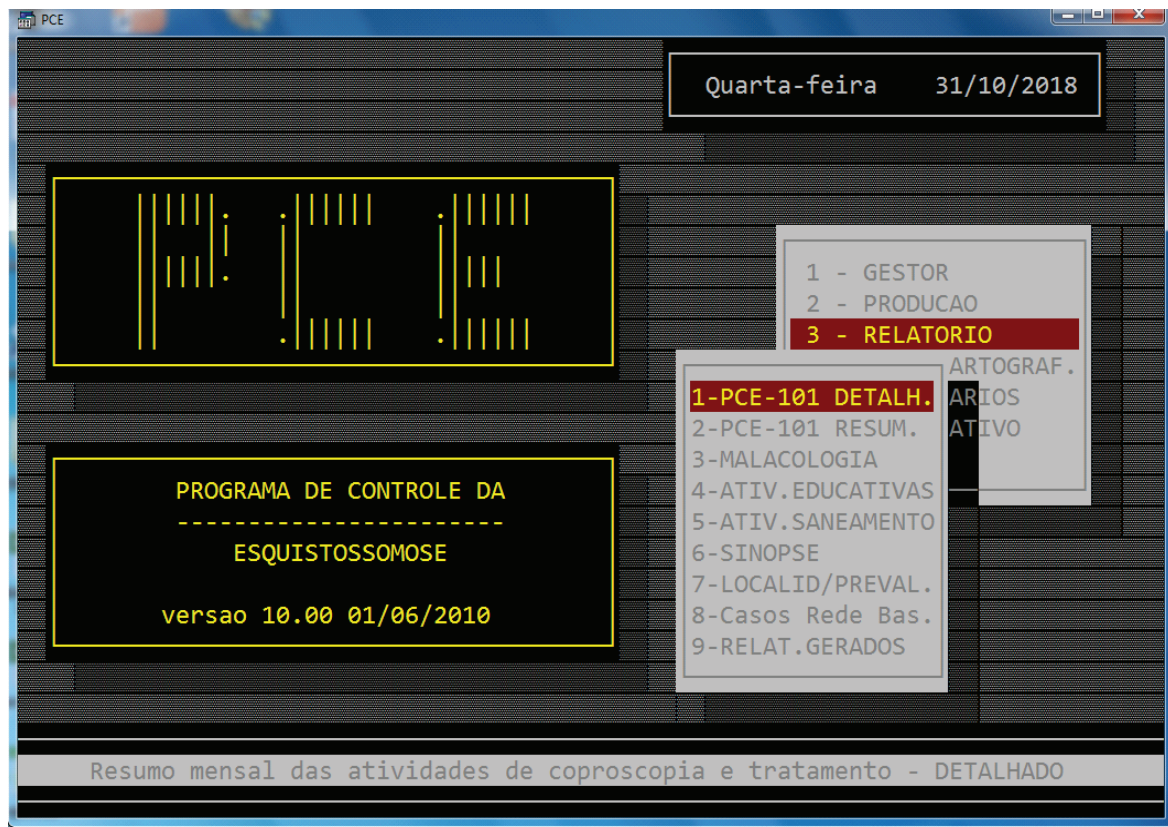 PCE
Quarta-feira 31/10/2018
PCE
1 - GESTOR
2 - PRODUCAO
3 - RELATORIO
ARTOGRAF.
ARIOS
ATIVO
1-PCE-101 DETALH.
2-PCE-101 RESUM.
3-MALACOLOGIA
4-ATIV.EDUCATIVAS
5-ATIV.SANEAMENTO
6-SINOPSE
7-LOCALID/PREVAL.
8-Casos Rede Bas.
9-RELAT.GERADOS
PROGRAMA DE CONTROLE DA
-----------------------
ESQUISTOSSOMOSE
versao 10.00 01/06/2010
Resumo mensal das atividades de coproscopia e tratamento - DETALHADO